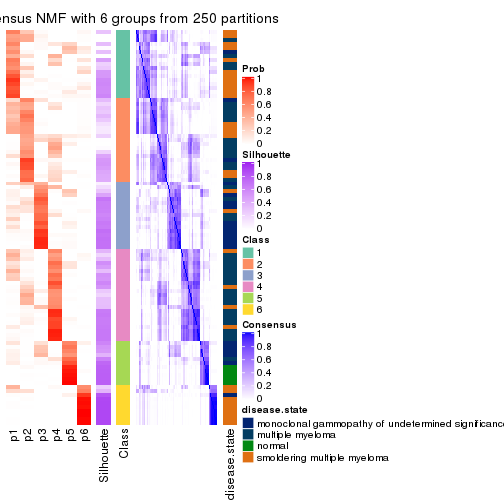 ensus NMF with 6 groups from 250 partitions
Prob
1
0.8
0.6
0.4
0.2
0
Silhouette
1
0.8
0.6
0.4
0.2
0
Class
1
2
3
4
5
6
Consensus
1
0.8
0.6
0.4
0.2
0
disease.state
monoclonal gammopathy of undetermined significance
multiple myeloma
normal
smoldering multiple myeloma
p1
p2
p3
p4
p5
p6
Silhouette
Class
disease.state